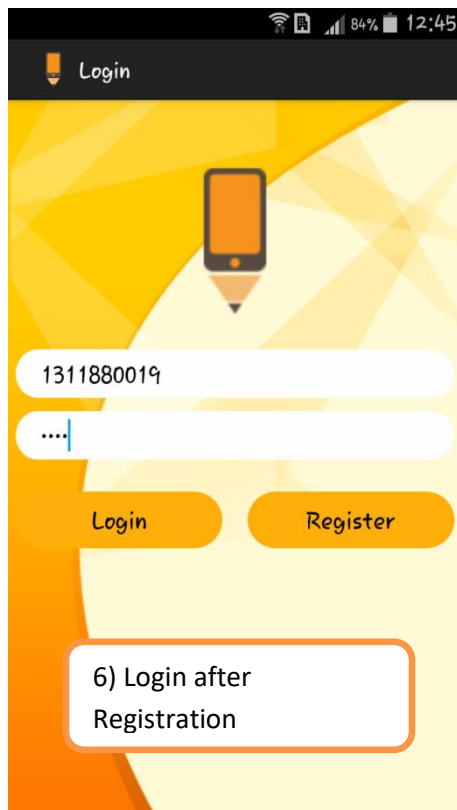 84% 12:45
Login
1311880019
••••
Login Register
6) Login after
Registration